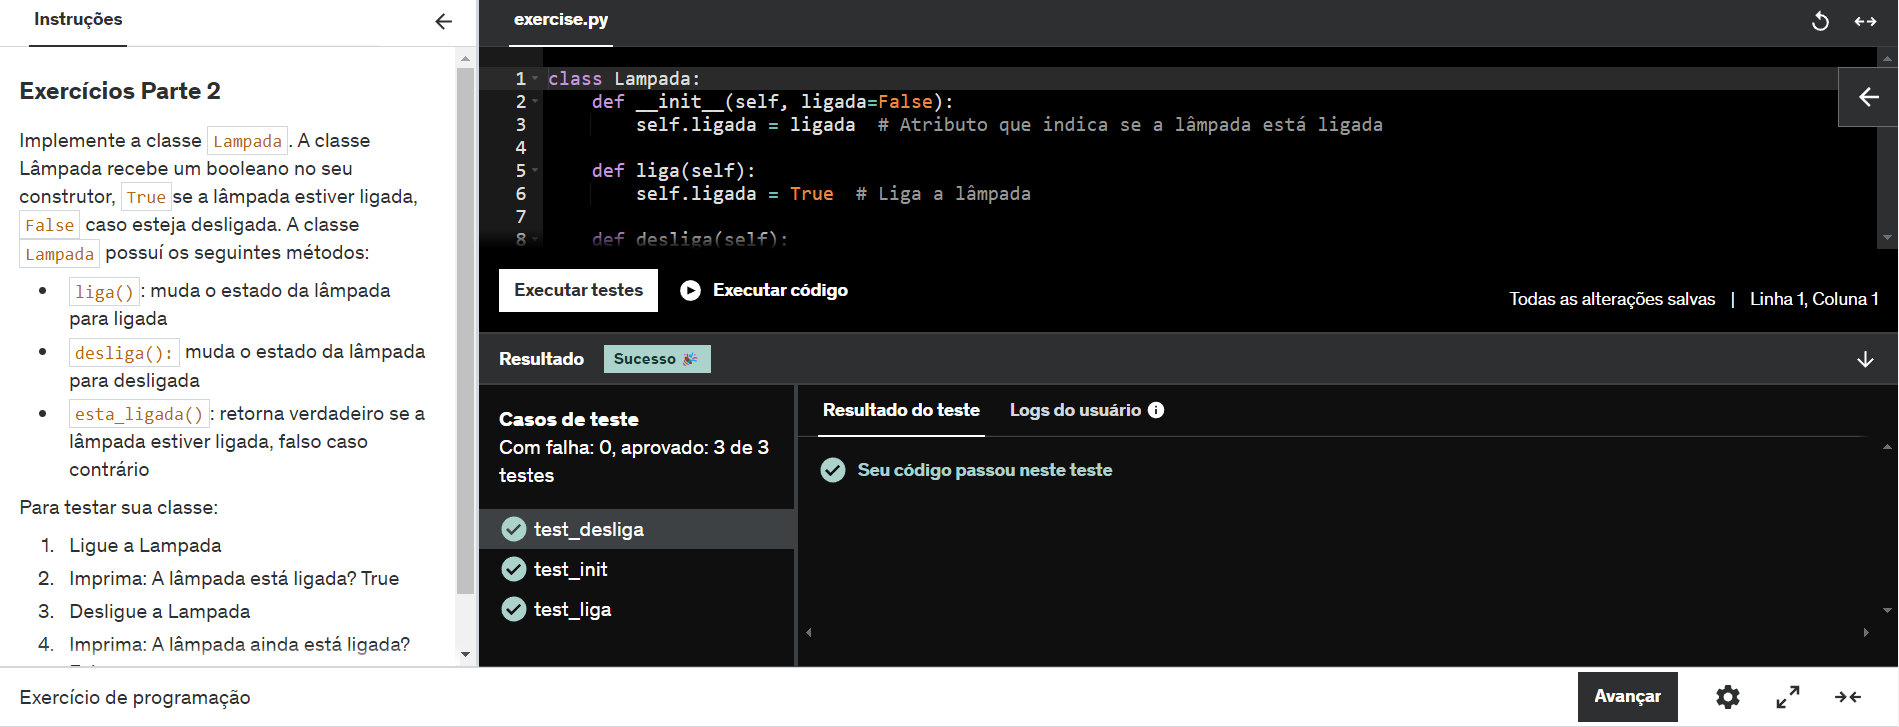 Instruções
Exercícios Parte 2
Implemente a classe Lampada. A classe
Lâmpada recebe um booleano no seu
construtor, True se a lâmpada estiver ligada,
False caso esteja desligada. A classe
Lampada possuí os seguintes métodos:
• liga(): muda o estado da lâmpada
para ligada
• desliga(): muda o estado da lâmpada
para desligada
• esta_ligada(): retorna verdadeiro se a
lâmpada estiver ligada, falso caso
contrário
Para testar sua classe:
1. Ligue a Lampada
2. Imprima: A lâmpada está ligada? True
3. Desligue a Lampada
4. Imprima: A lâmpada ainda está ligada?
exercise.py
1 class Lampada:
2 def __init__(self, ligada=False):
3 self.ligada = ligada # Atributo que indica se a lâmpada está ligada
4
5 def liga(self):
6 self.ligada = True # Liga a lâmpada
7
8 def desliga(self):
Executar testes
Executar código
Todas as alterações salvas | Linha 1, Coluna 1
Resultado
Sucesso 🎉
Casos de teste
Com falha: 0, aprovado: 3 de 3
testes
test_desliga
test_init
test_liga
Resultado do teste
Logs do usuário
Seu código passou neste teste
Exercício de programação
Avançar